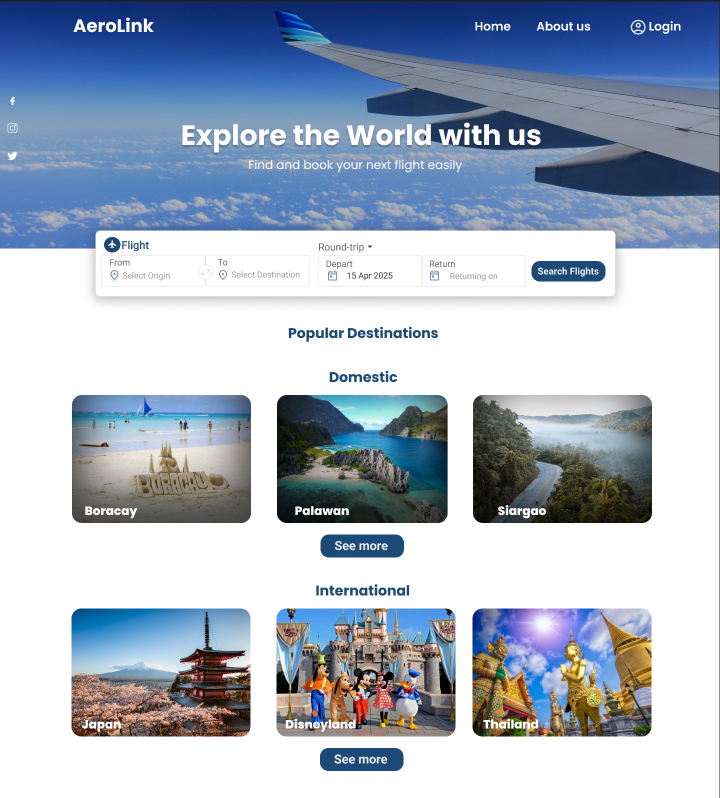 AeroLink
Home About us Login
Explore the World with us
Find and book your next flight easily
Flight
Round-trip
From To Depart Return
Select Origin Select Destination 15 Apr 2025 Returning on
Search Flights
Popular Destinations
Domestic
BORACAY
Boracay Palawan Siargao
See more
International
Japan Disneyland Thailand
See more